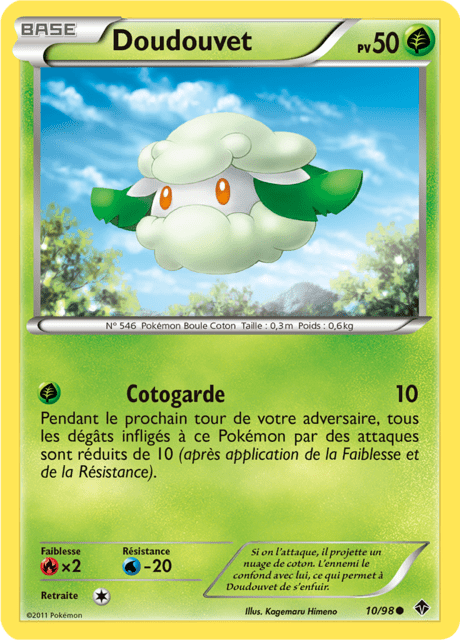 BASE
Doudouvet
PV 50
N° 546 Pokémon Boule Coton Taille : 0,3 m Poids : 0,6 kg
Cotogarde 10
Pendant le prochain tour de votre adversaire, tous
les dégâts infligés à ce Pokémon par des attaques
sont réduits de 10 (après application de la Faiblesse et
de la Résistance).
Faiblesse
×2
Résistance
-20
Retraite
Si on l'attaque, il projette un
nuage de coton. L'ennemi le
confond avec lui, ce qui permet à
Doudouvet de s'enfuir.
©2011 Pokémon
Illus. Kagemaru Himeno
10/98